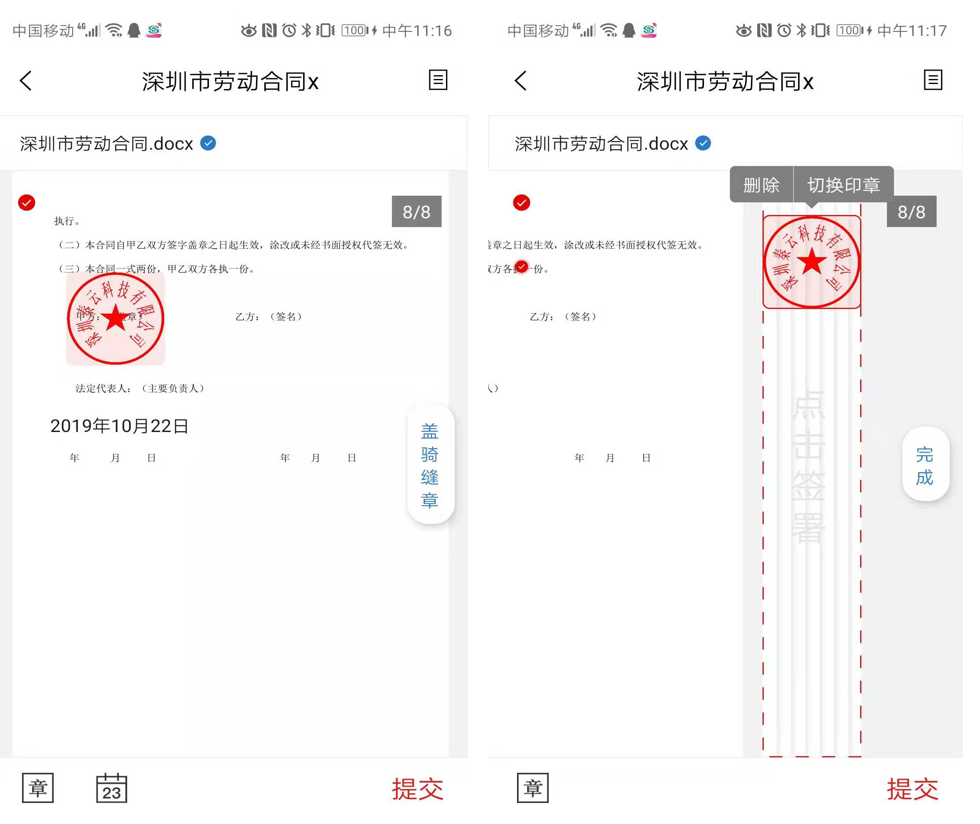 中国移动 4G 100 中午11:16
深圳市劳动合同x
深圳市劳动合同.docx
8/8
执行。
（二）本合同自甲乙双方签字盖章之日起生效，涂改或未经书面授权代签无效。
（三）本合同一式两份，甲乙双方各执一份。
甲方：（盖章） 乙方：（签名）
云科技有限公司
法定代表人：（主要负责人）
2019年10月22日
年 月 日 年 月 日
盖骑缝章
章 23 提交
中国移动 4G 100 中午11:17
深圳市劳动合同x
深圳市劳动合同.docx
删除 切换印章
8/8
盖章之日起生效，涂改或未经书面授权代签无效。
双方各执一份。
乙方：（签名）
深圳 云科技有限公司
人）
年 月 日
点击签署
完成
章 提交